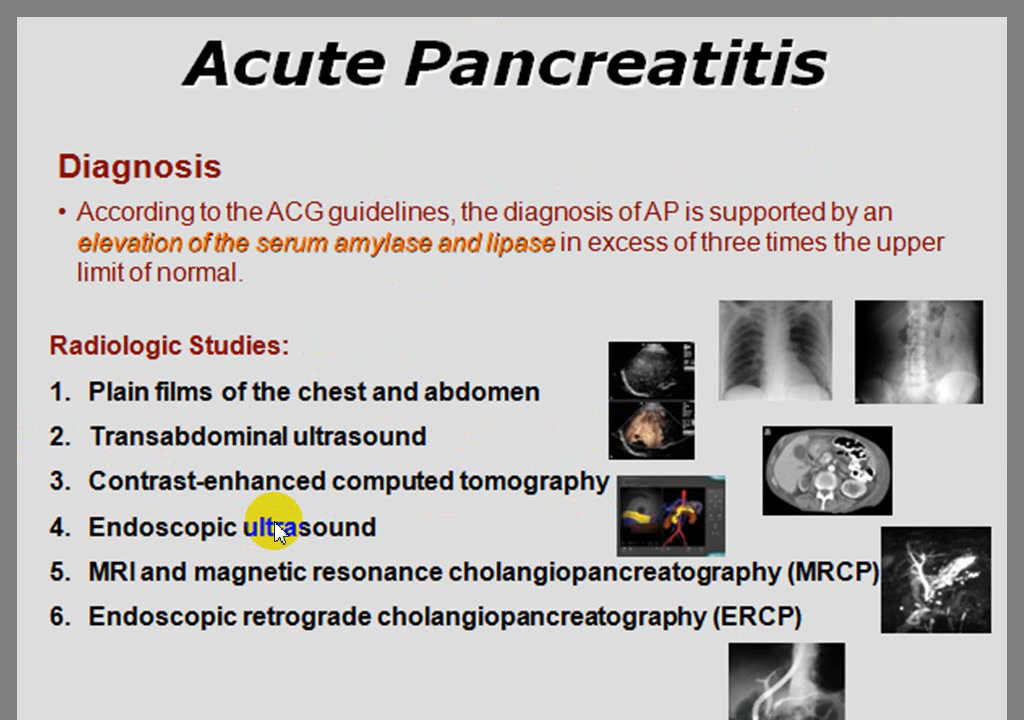 Acute Pancreatitis
Diagnosis
• According to the ACG guidelines, the diagnosis of AP is supported by an
elevation of the serum amylase and lipase in excess of three times the upper
limit of normal.
Radiologic Studies:
1. Plain films of the chest and abdomen
2. Transabdominal ultrasound
3. Contrast-enhanced computed tomography
4. Endoscopic ultrasound
5. MRI and magnetic resonance cholangiopancreatography (MRCP)
6. Endoscopic retrograde cholangiopancreatography (ERCP)